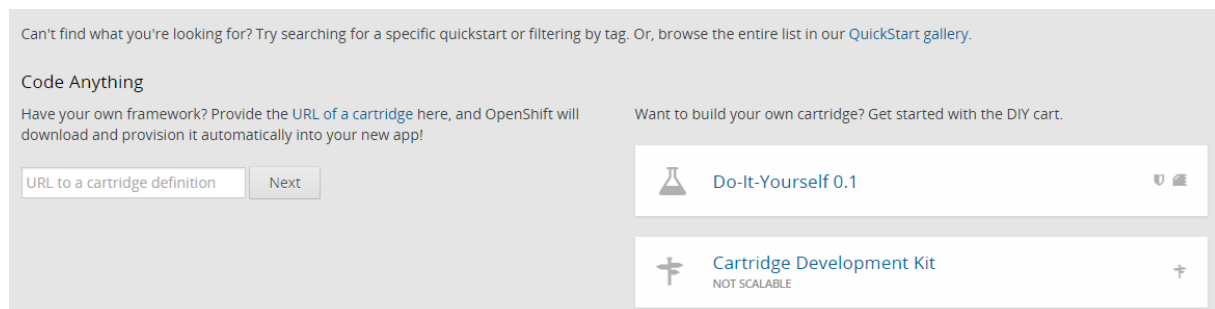 Can't find what you're looking for? Try searching for a specific quickstart or filtering by tag. Or, browse the entire list in our QuickStart gallery.
Code Anything
Have your own framework? Provide the URL of a cartridge here, and OpenShift will
download and provision it automatically into your new app!
URL to a cartridge definition
Next
Want to build your own cartridge? Get started with the DIY cart.
Do-It-Yourself 0.1
Cartridge Development Kit
NOT SCALABLE